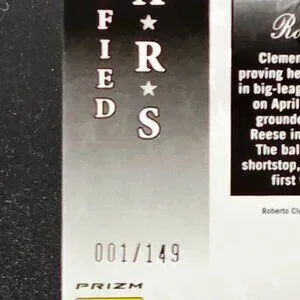 FIED
★R★S
Clemen
proving he
in big-leag
on April
grounde
Reese in
The bal
shortstop,
first
Roberto Cl
001/149
PRIZM